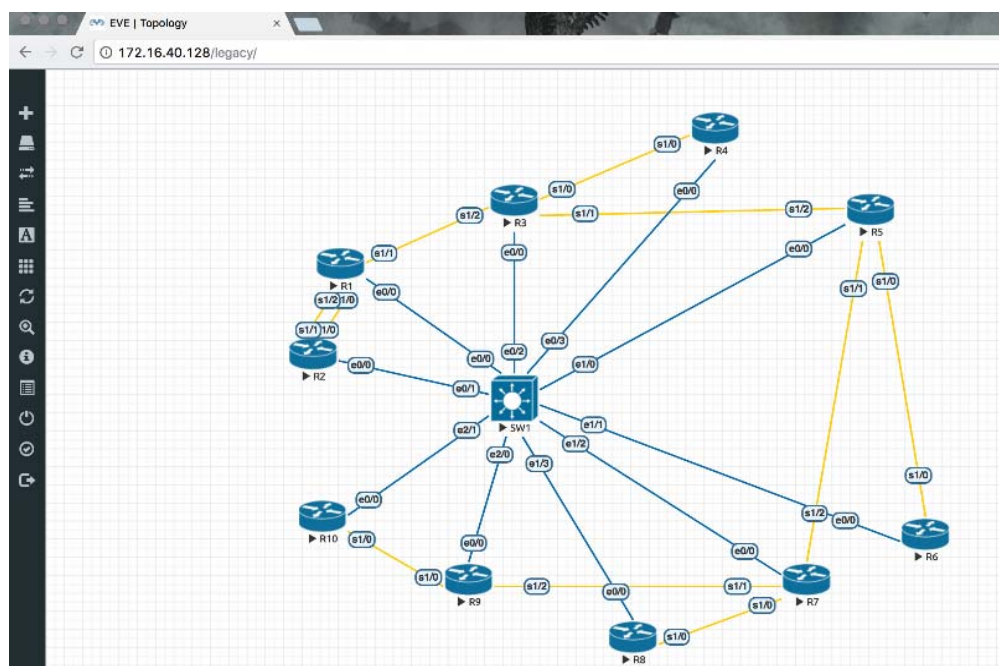 EVE | Topology
172.16.40.128/legacy/
R4
s1/0
e0/0
s1/0
R3
s1/2
s1/1
s1/2
R5
e0/0
e0/0
s1/1
R1
e0/0
s1/1
s1/0
s1/2
1/0
s1/1
1/0
R2
e0/0
e0/3
e0/2
e0/0
e1/0
e0/1
SW1
e2/1
e1/1
e1/2
e2/0
e1/3
s1/0
e0/0
s1/2
e0/0
R10
s1/0
R6
e0/0
e0/0
s1/0
R9
s1/2
s1/1
R7
e0/0
s1/0
s1/0
R8